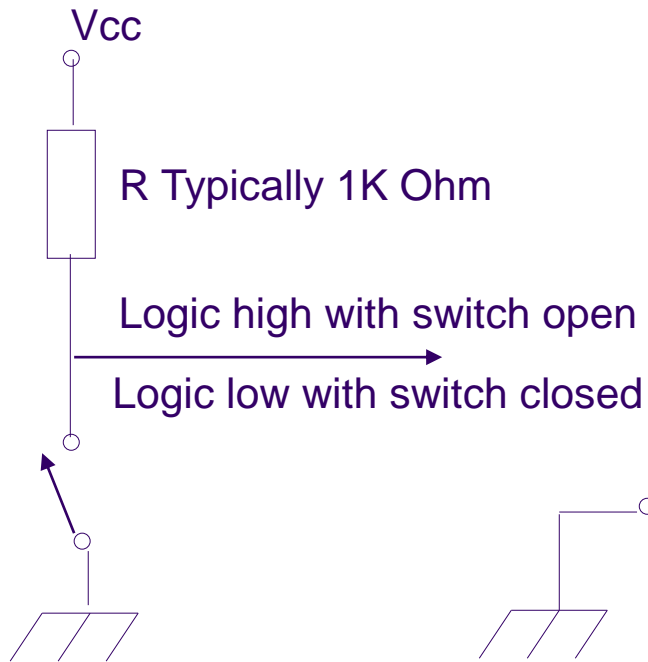 Vcc
R Typically 1K Ohm
Logic high with switch open
Logic low with switch closed